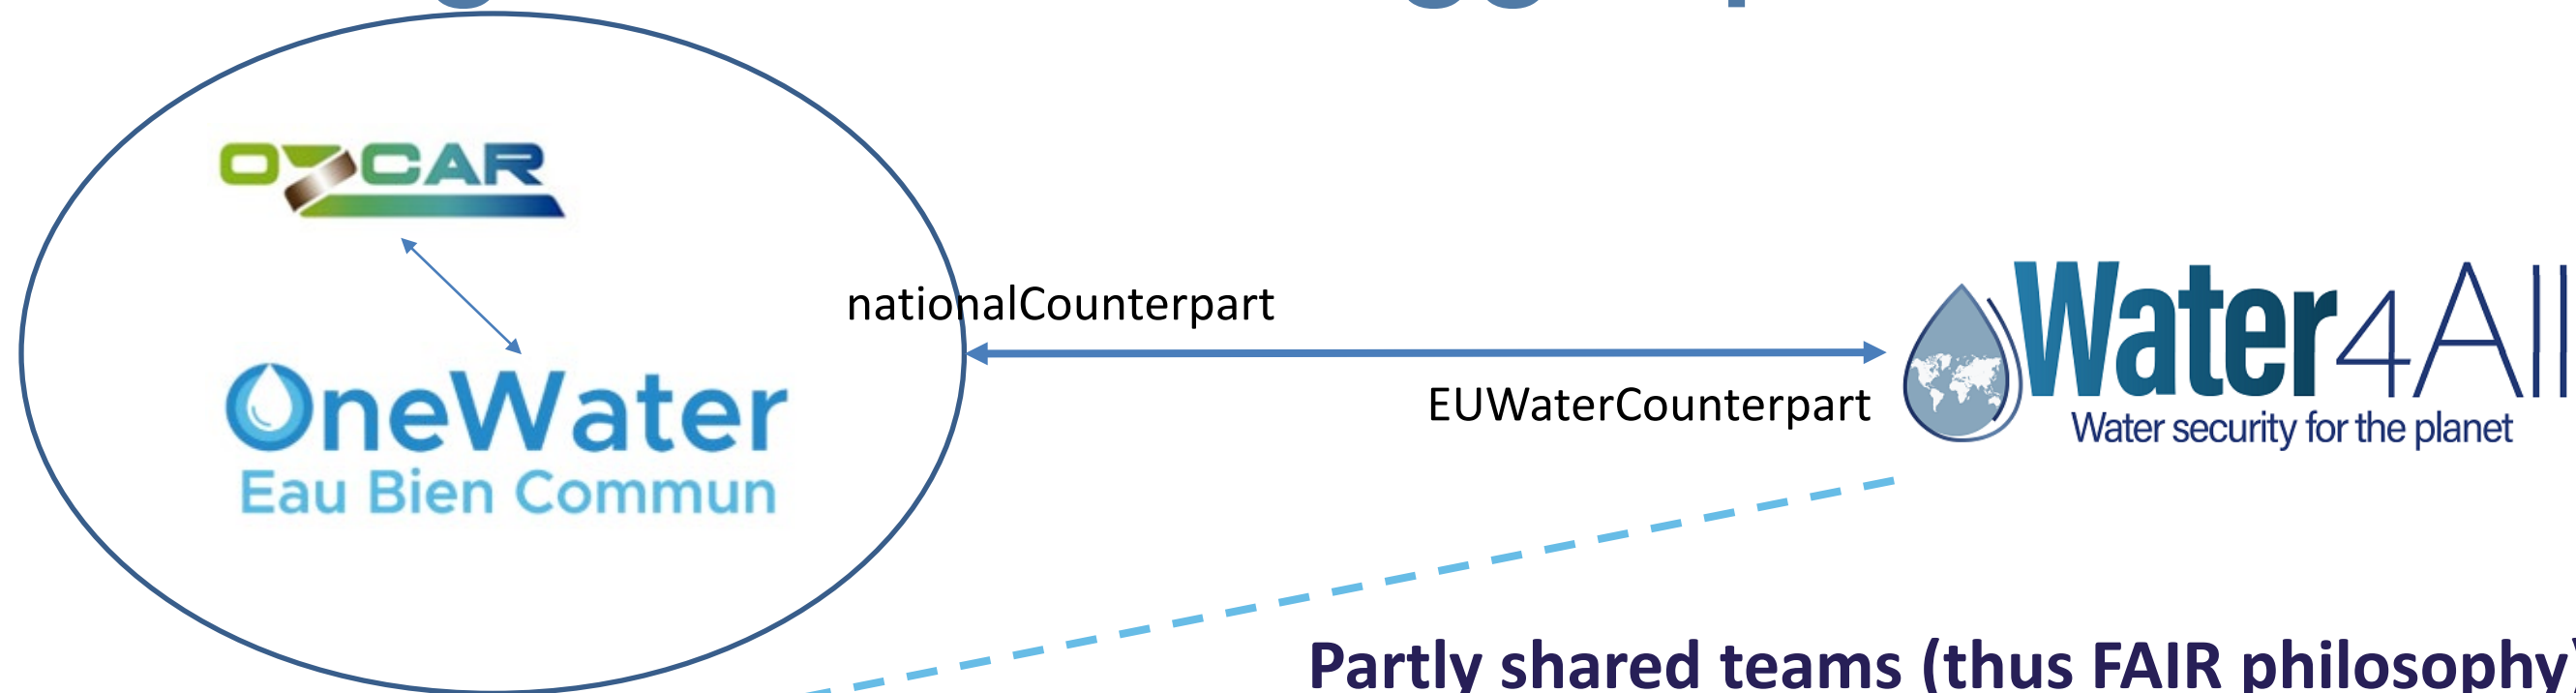 OZCAR
nationalCounterpart
OneWater
Eau Bien Commun
EUWaterCounterpart
Water4All
Water security for the planet
Partly shared teams (thus FAIR philosophy)